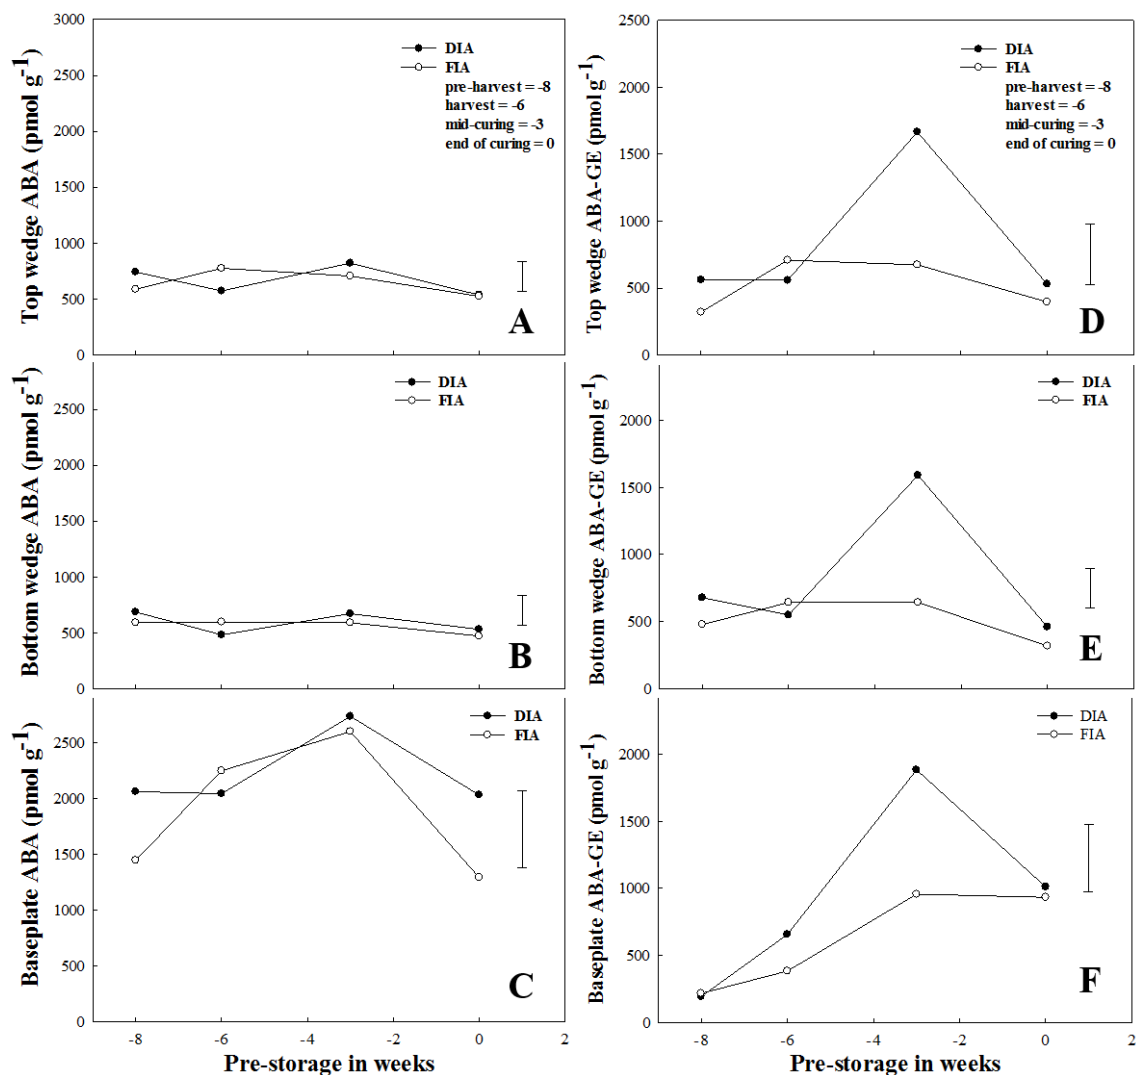 Top wedge ABA (pmol g-1)
3000
2500
2000
1500
1000
500
0
DIA
FIA
pre-harvest = -8
harvest = -6
mid-curing = -3
end of curing = 0
A
Top wedge ABA-GE (pmol g-1)
2500
2000
1500
1000
500
0
DIA
FIA
pre-harvest = -8
harvest = -6
mid-curing = -3
end of curing = 0
D
Bottom wedge ABA (pmol g-1)
2500
2000
1500
1000
500
0
DIA
FIA
B
Bottom wedge ABA-GE (pmol g-1)
2000
1500
1000
500
0
DIA
FIA
E
Baseplate ABA (pmol g-1)
2500
2000
1500
1000
500
0
DIA
FIA
C
-8 -6 -4 -2 0 2
Pre-storage in weeks
Baseplate ABA-GE (pmol g-1)
2000
1500
1000
500
0
DIA
FIA
F
-8 -6 -4 -2 0 2
Pre-storage in weeks